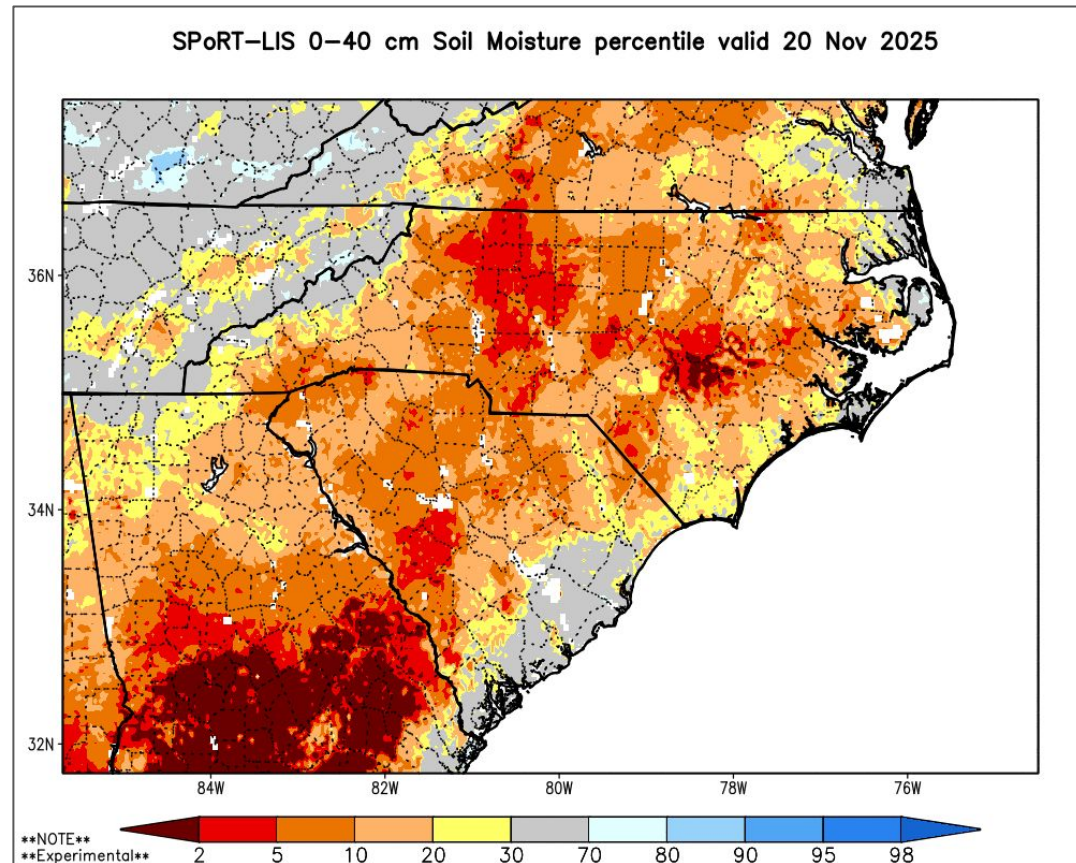 SPoRT-LIS 0-40 cm Soil Moisture percentile valid 20 Nov 2025
36N
34N
32N
84W 82W 80W 78W 76W
**NOTE**
**Experimental**
2 5 10 20 30 70 80 90 95 98